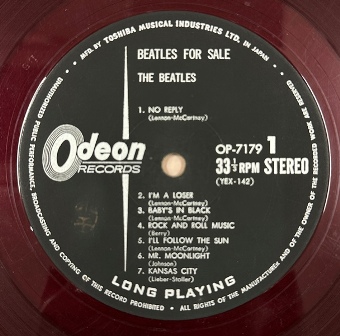 MFD. BY TOSHIBA MUSICAL INDUSTRIES LTD. IN JAPAN
UNAUTHORIZED PUBLIC PERFORMANCE, BROADCASTING AND COPYING OF THIS RECORD PROHIBITED • ALL RIGHTS OF THE MANUFACTURER AND OF THE OWNER OF THE RECORDED WORK ARE RESERVED
BEATLES FOR SALE
THE BEATLES
1. NO REPLY
(Lennon-McCartney)
Odeon
RECORDS
OP-7179 1
33⅓RPM STEREO
(YEX-142)
2. I'M A LOSER
(Lennon-McCartney)
3. BABY'S IN BLACK
(Lennon-McCartney)
4. ROCK AND ROLL MUSIC
(Berry)
5. I'LL FOLLOW THE SUN
(Lennon-McCartney)
6. MR. MOONLIGHT
(Johnson)
7. KANSAS CITY
(Lieber-Stoller)
LONG PLAYING